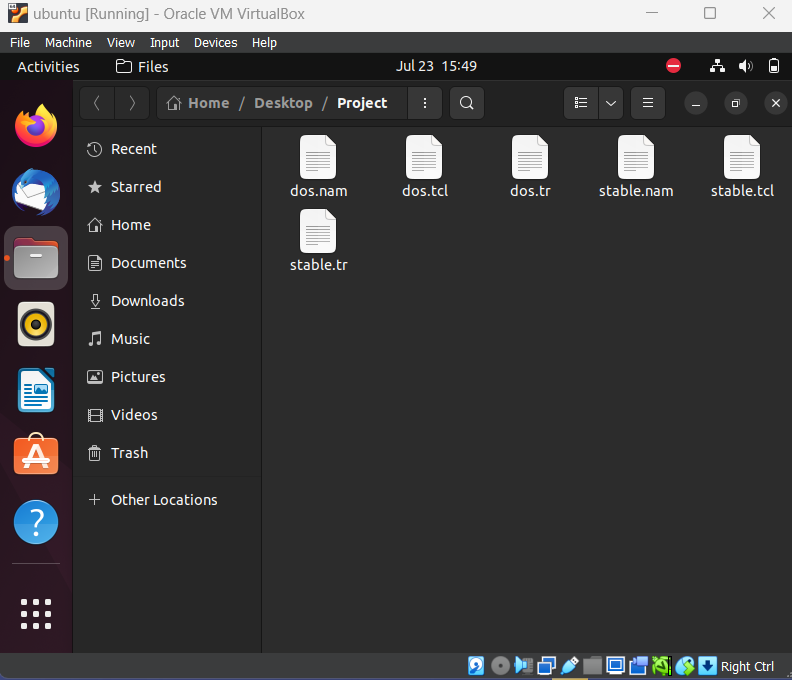 ubuntu [Running] - Oracle VM VirtualBox
File Machine View Input Devices Help
Activities Files Jul 23 15:49
Home / Desktop / Project
Recent
Starred
Home
Documents
Downloads
Music
Pictures
Videos
Trash
Other Locations
dos.nam dos.tcl dos.tr stable.nam stable.tcl
stable.tr
Right Ctrl